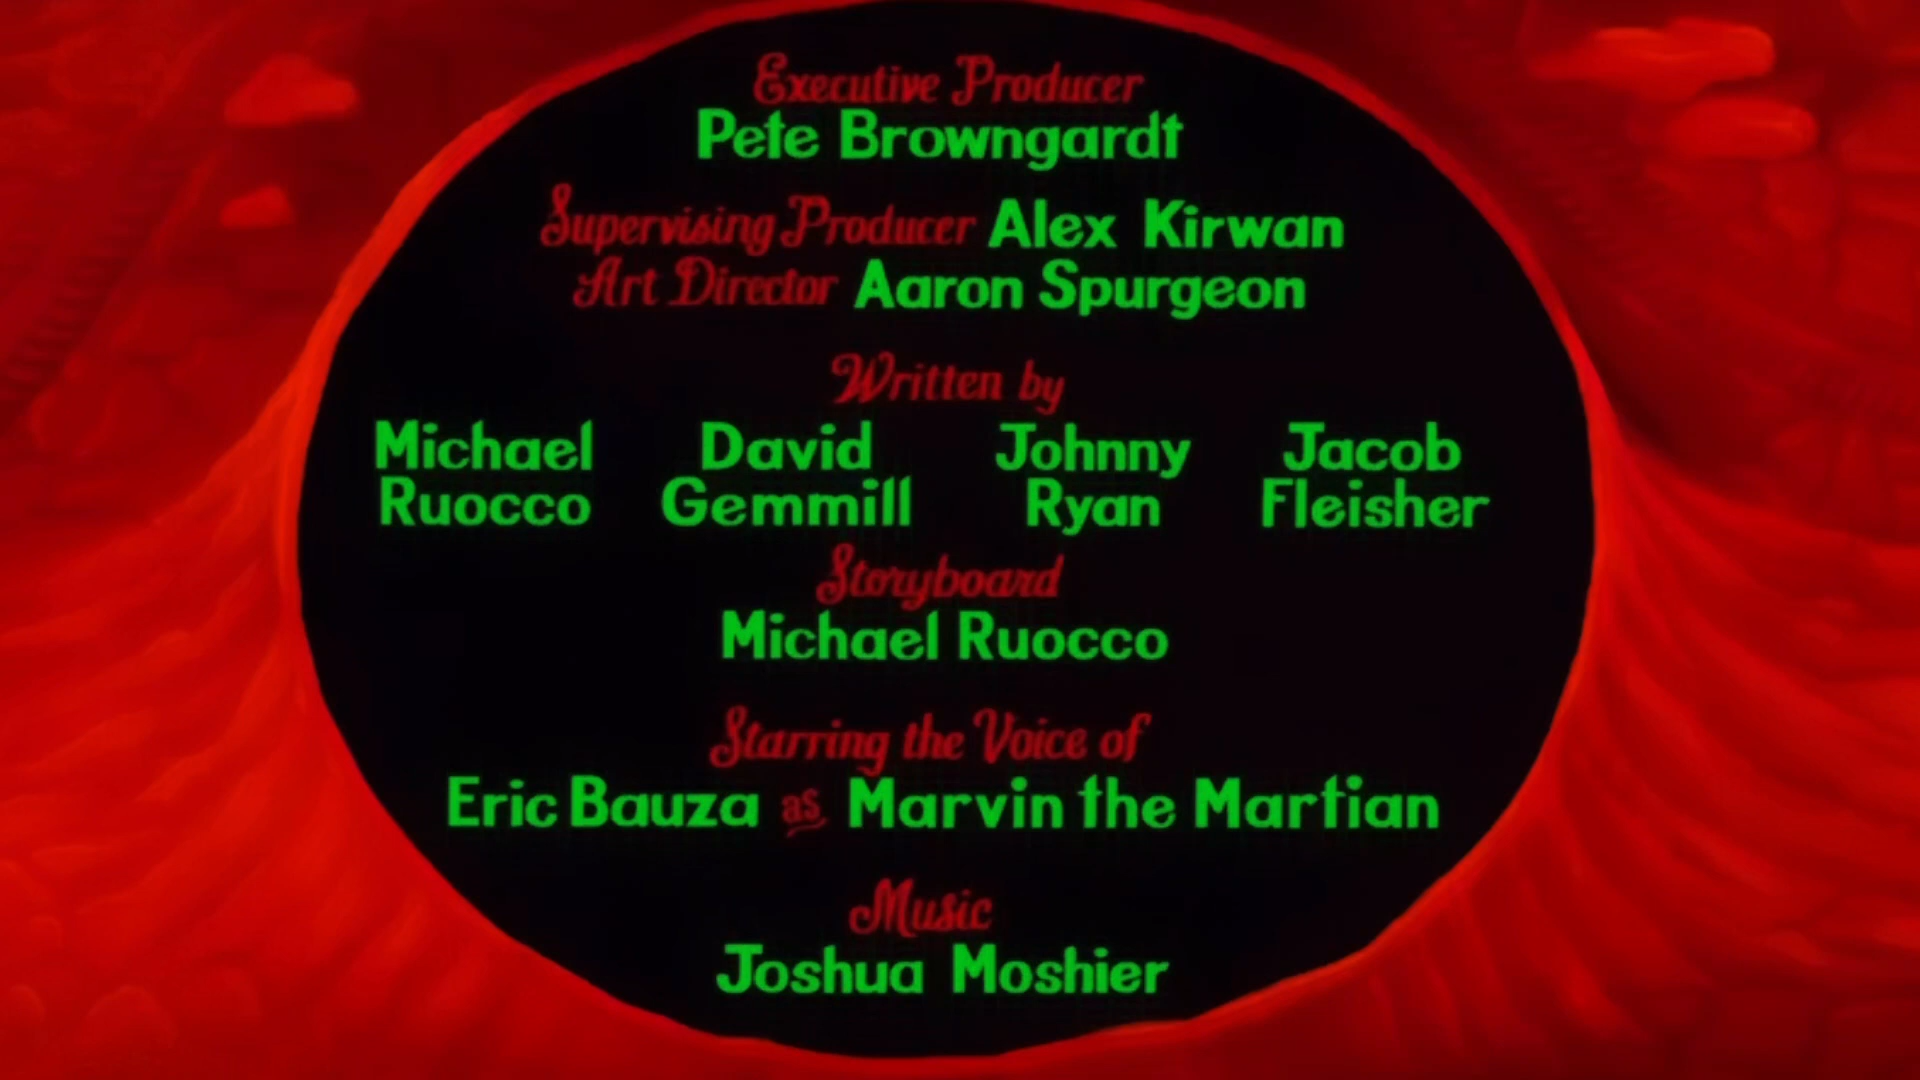 Executive Producer
Pete Browngardt
Supervising Producer Alex Kirwan
Art Director Aaron Spurgeon
Written by
Michael David Johnny Jacob
Ruocco Gemmill Ryan Fleisher
Storyboard
Michael Ruocco
Starring the Voice of
Eric Bauza as Marvin the Martian
Music
Joshua Moshier